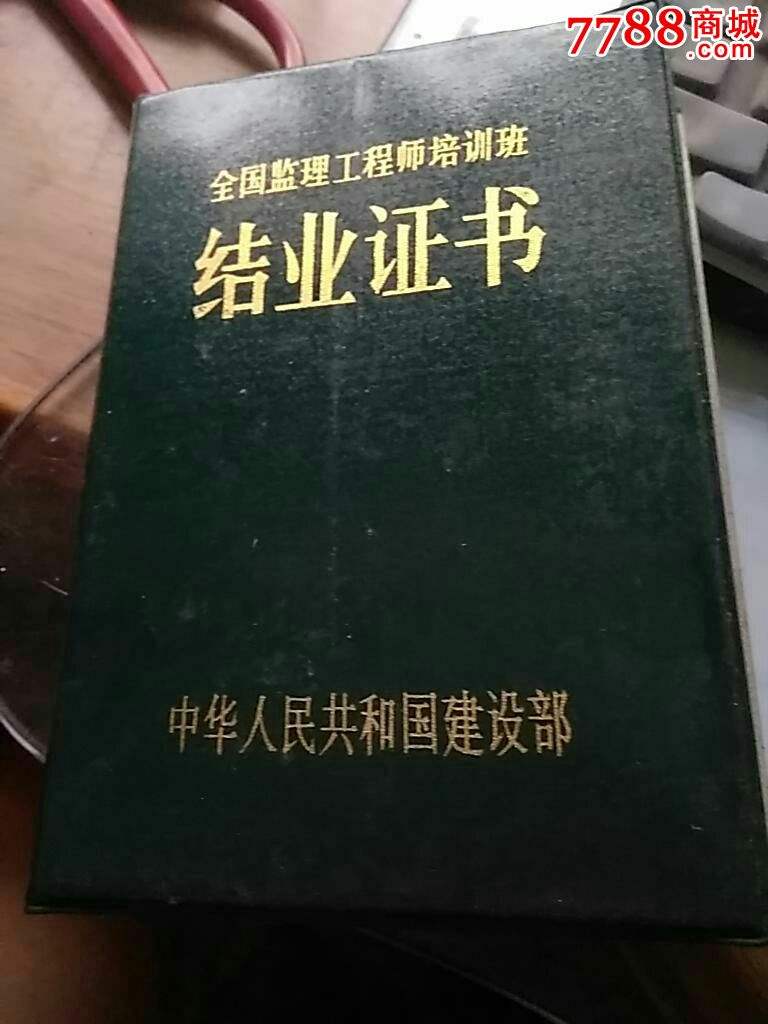 7788商城
.com
全国监理工程师培训班
结业证书
中华人民共和国建设部